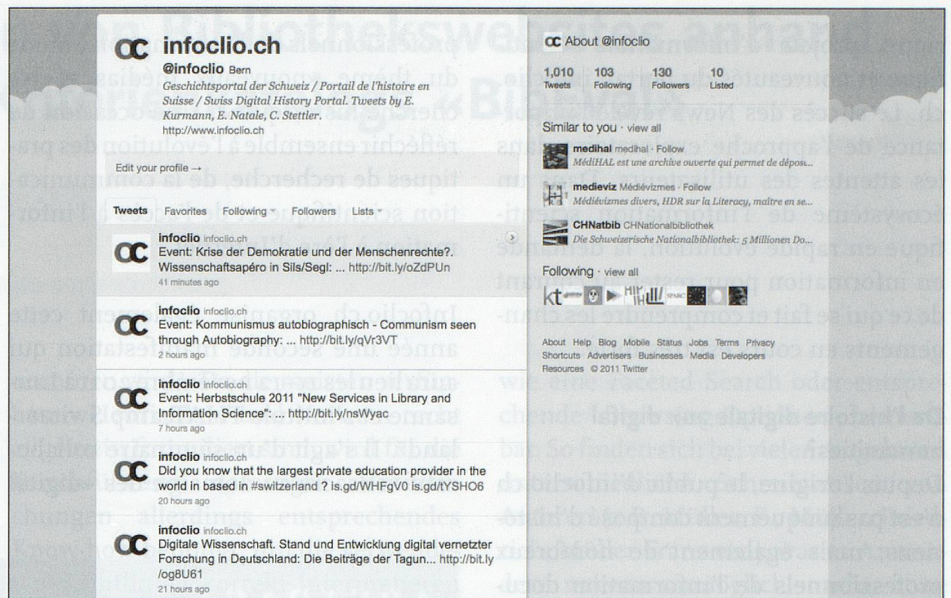 infoclio.ch
@infoclio Bern
Geschichtsportal der Schweiz / Portail de l'histoire en
Suisse / Swiss Digital History Portal. Tweets by E.
Kurmann, E. Natale, C. Stettler.
http://www.infoclio.ch
Edit your profile →
Tweets Favorites Following Followers Lists
infoclio infoclio.ch
Event: Krise der Demokratie und der Menschenrechte?.
Wissenschaftsapéro in Sils/Segl: ... http://bit.ly/oZdPUn
41 minutes ago
infoclio infoclio.ch
Event: Kommunismus autobiographisch - Communism seen
through Autobiography: ... http://bit.ly/qVr3VT
2 hours ago
infoclio infoclio.ch
Event: Herbstschule 2011 "New Services in Library and
Information Science": ... http://bit.ly/nsWyac
7 hours ago
infoclio infoclio.ch
Did you know that the largest private education provider in the
world in based in #switzerland ? is.gd/WHFgV0 is.gd/tYSHO6
20 hours ago
infoclio infoclio.ch
Digitale Wissenschaft. Stand und Entwicklung digital vernetzter
Forschung in Deutschland: Die Beiträge der Tagun... http://bit.ly
/og8U61
21 hours ago
About @infoclio
1,010 103 130 10
Tweets Following Followers Listed
Similar to you · view all
medihal medhal · Follow
MédiHAL est une archive ouverte qui permet de dépos...
medieviz Médiévizmes · Follow
Médiévizmes divers, HDR sur la Literacy, maître en se...
CHNatbib CHNationalbibliothek
Die Schweizerische Nationalbibliothek: 5 Millionen Do...
Following · view all
About Help Blog Mobile Status Jobs Terms Privacy
Shortcuts Advertisers Businesses Media Developers
Resources © 2011 Twitter